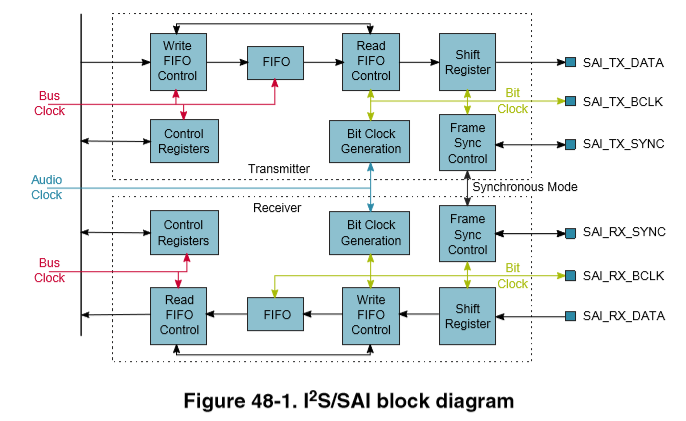 Write
FIFO
Control
FIFO
Read
FIFO
Control
Shift
Register
SAI_TX_DATA
Bus
Clock
Bit
Clock
SAI_TX_BCLK
Control
Registers
Bit Clock
Generation
Frame
Sync
Control
SAI_TX_SYNC
Transmitter
Audio
Clock
Synchronous Mode
Receiver
Control
Registers
Bit Clock
Generation
Frame
Sync
Control
SAI_RX_SYNC
Bus
Clock
Bit
Clock
SAI_RX_BCLK
Read
FIFO
Control
FIFO
Write
FIFO
Control
Shift
Register
SAI_RX_DATA
Figure 48-1. I²S/SAI block diagram